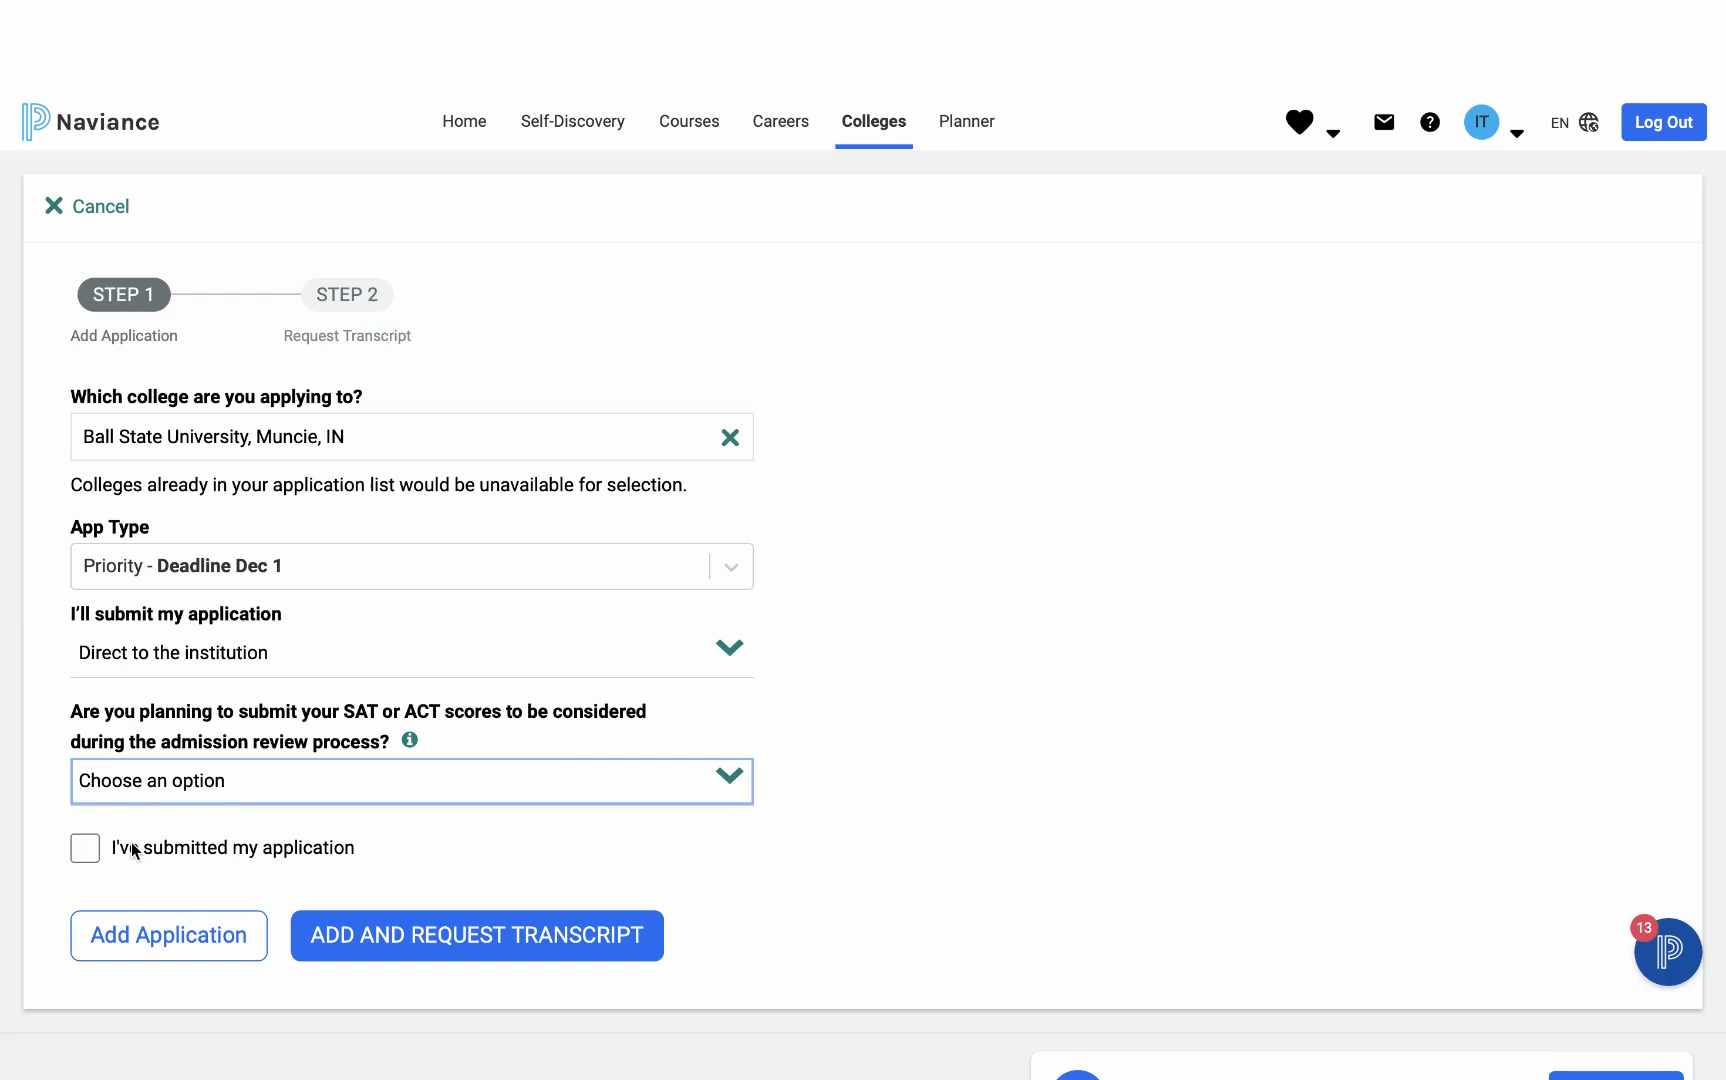 Naviance
Home Self-Discovery Courses Careers Colleges Planner
IT
EN
Log Out
Cancel
STEP 1 STEP 2
Add Application Request Transcript
Which college are you applying to?
Ball State University, Muncie, IN
Colleges already in your application list would be unavailable for selection.
App Type
Priority - Deadline Dec 1
I'll submit my application
Direct to the institution
Are you planning to submit your SAT or ACT scores to be considered
during the admission review process?
Choose an option
I've submitted my application
Add Application ADD AND REQUEST TRANSCRIPT
13